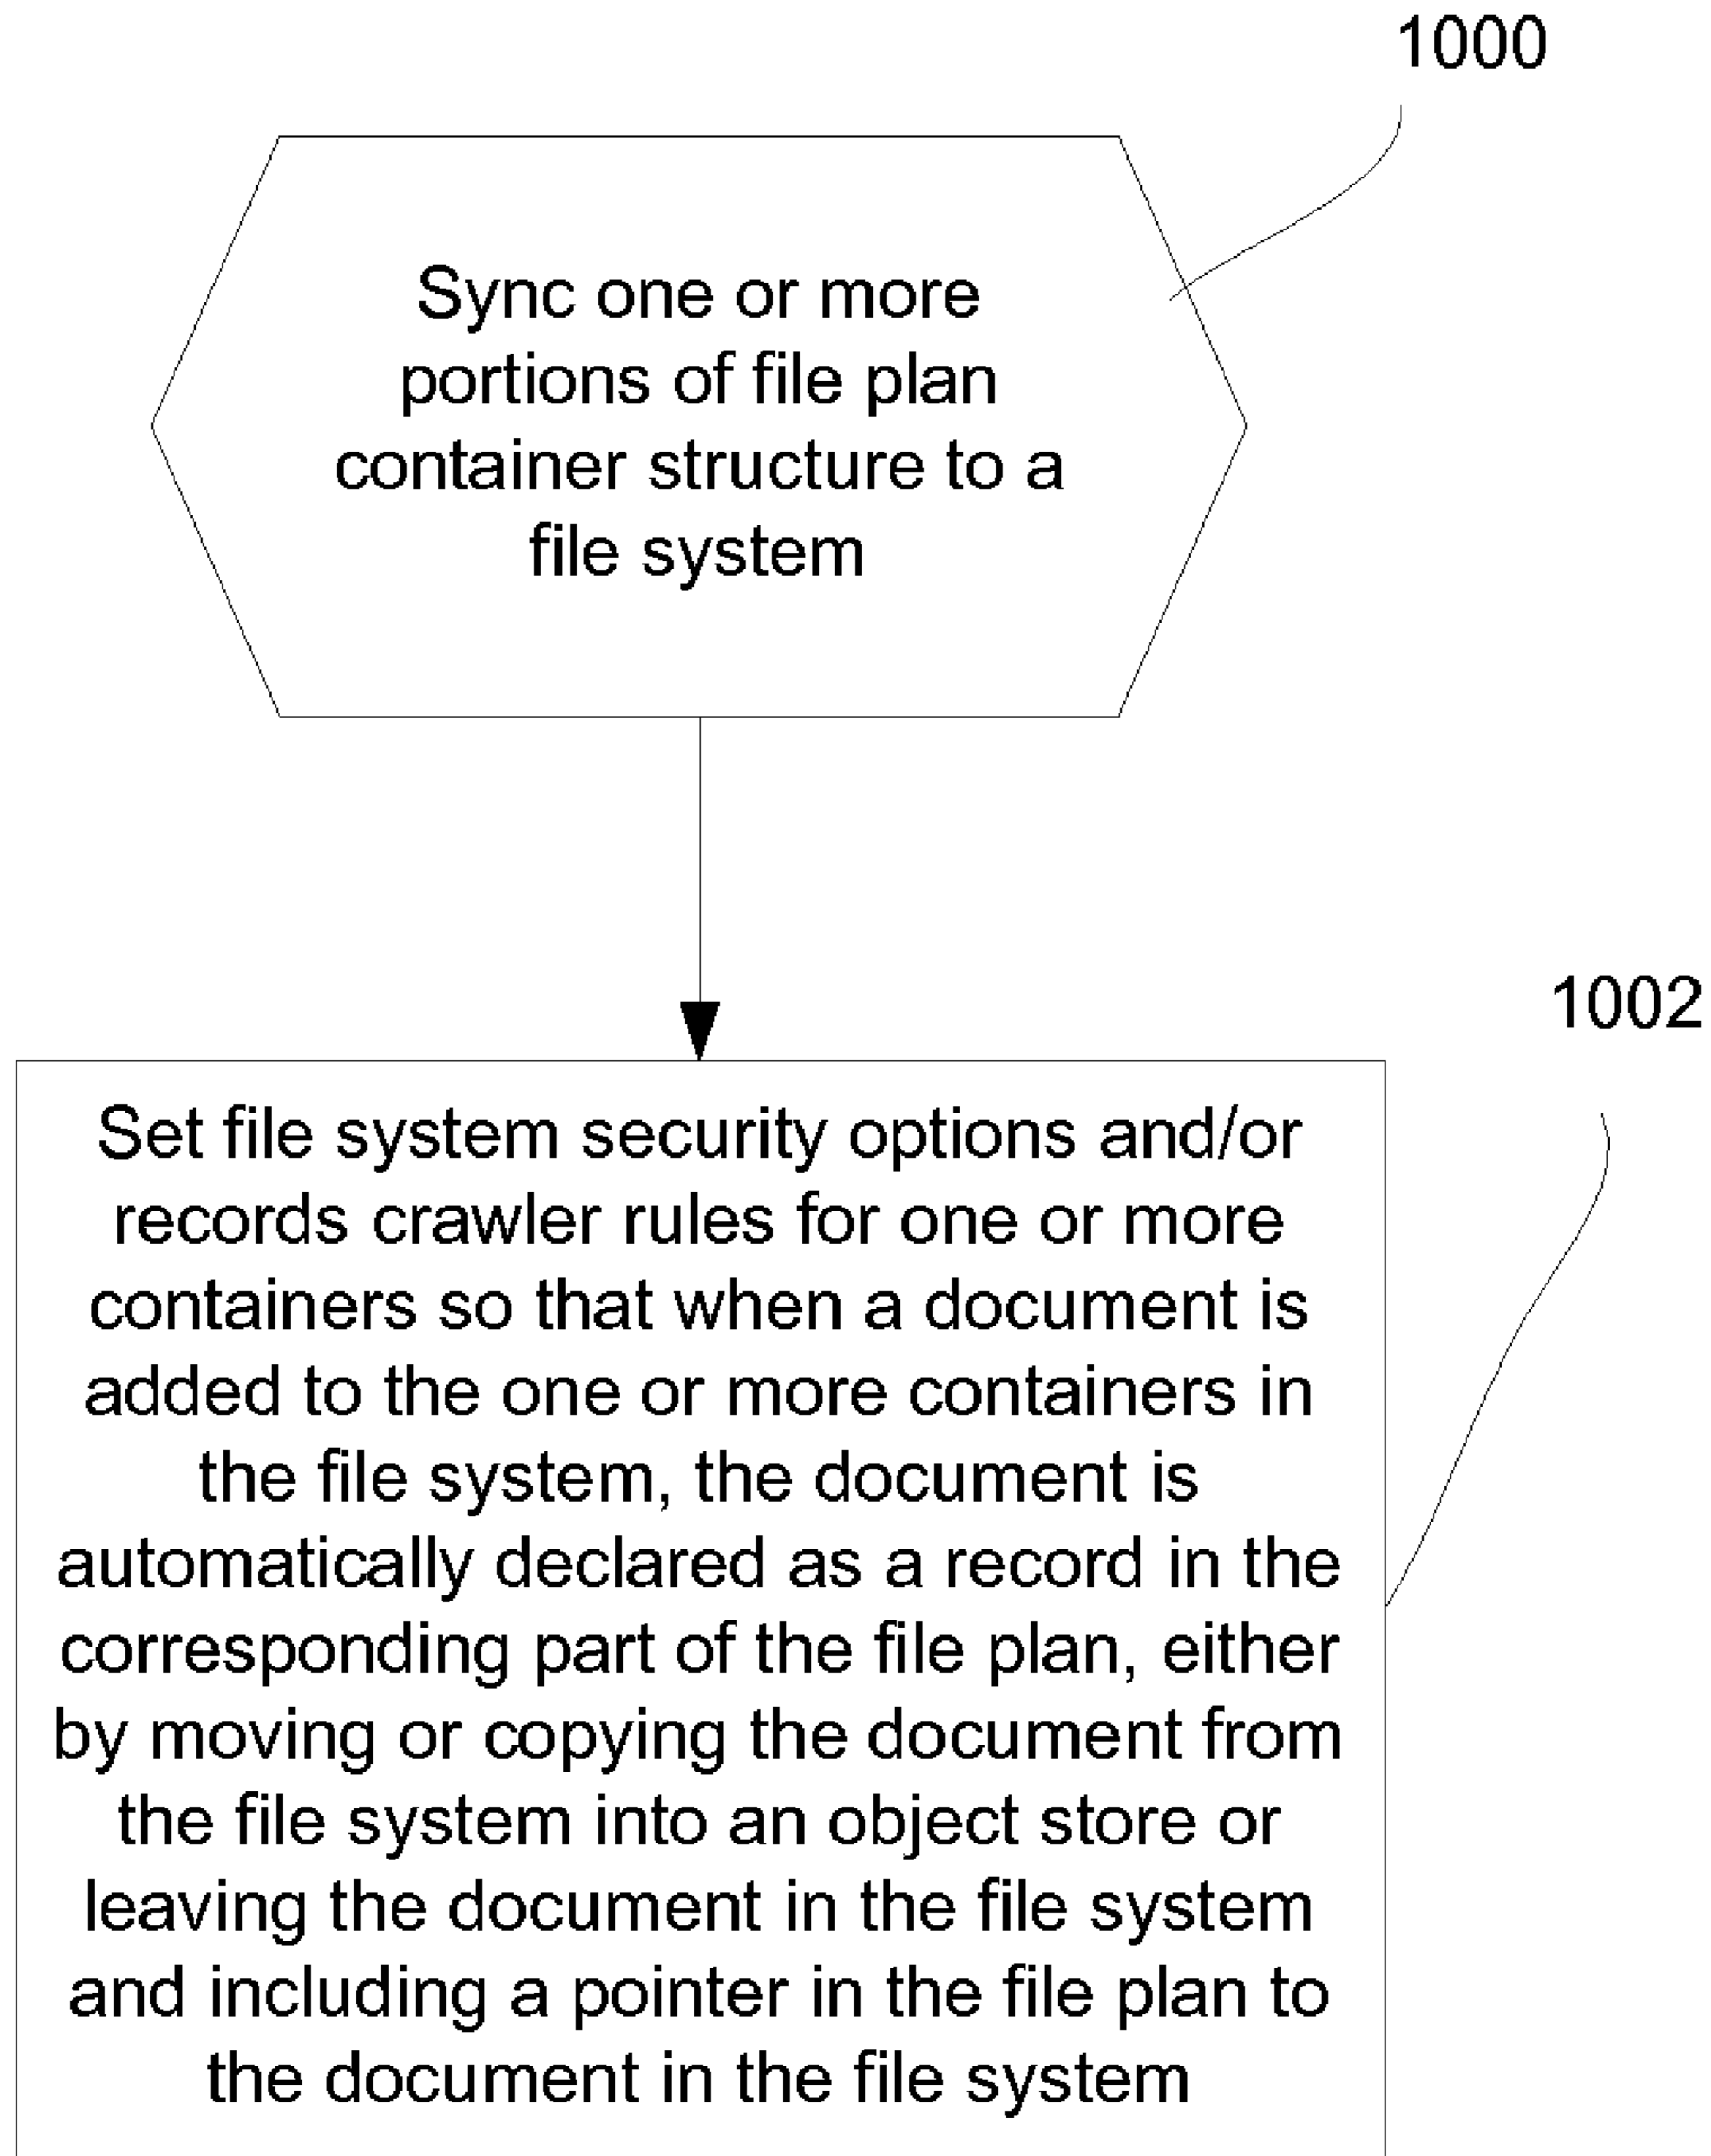 1000
Sync one or more
portions of file plan
container structure to a
file system
1002
Set file system security options and/or
records crawler rules for one or more
containers so that when a document is
added to the one or more containers in
the file system, the document is
automatically declared as a record in the
corresponding part of the file plan, either
by moving or copying the document from
the file system into an object store or
leaving the document in the file system
and including a pointer in the file plan to
the document in the file system